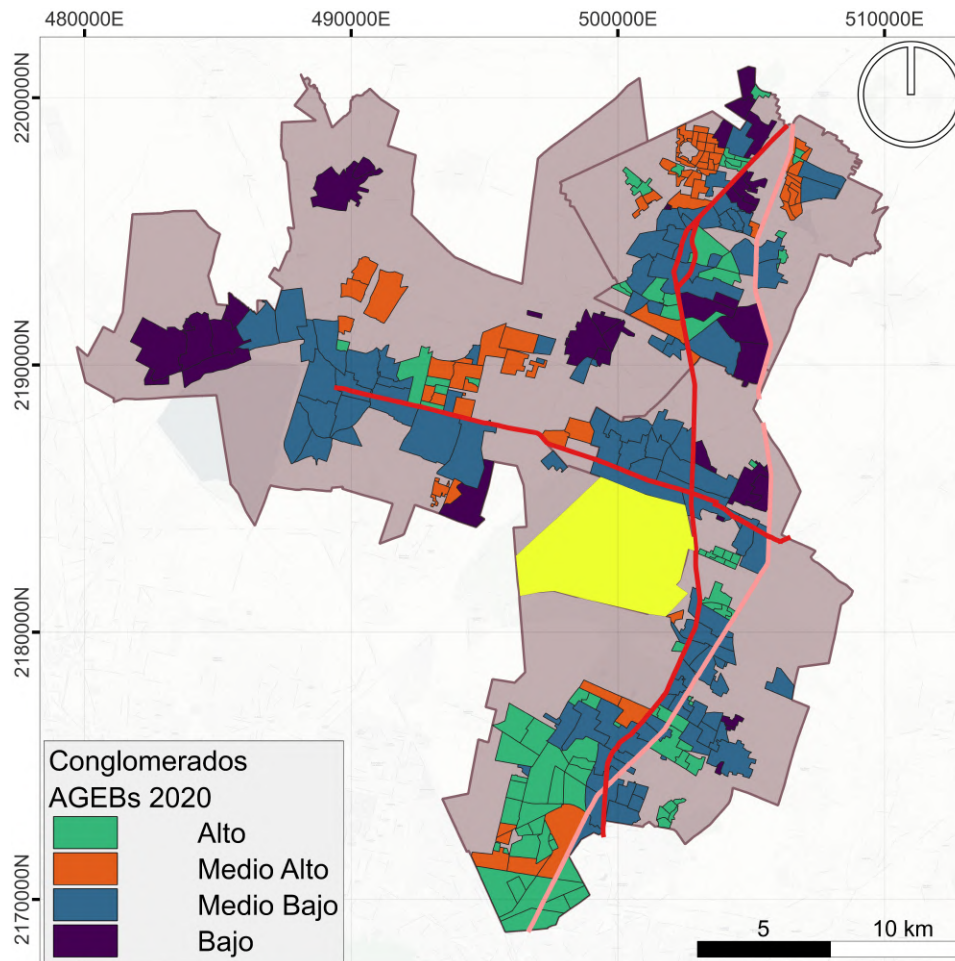 480000E 490000E 500000E 510000E
2200000N
2190000N
2180000N
2170000N
Conglomerados
AGEBs 2020
Alto
Medio Alto
Medio Bajo
Bajo
5 10 km